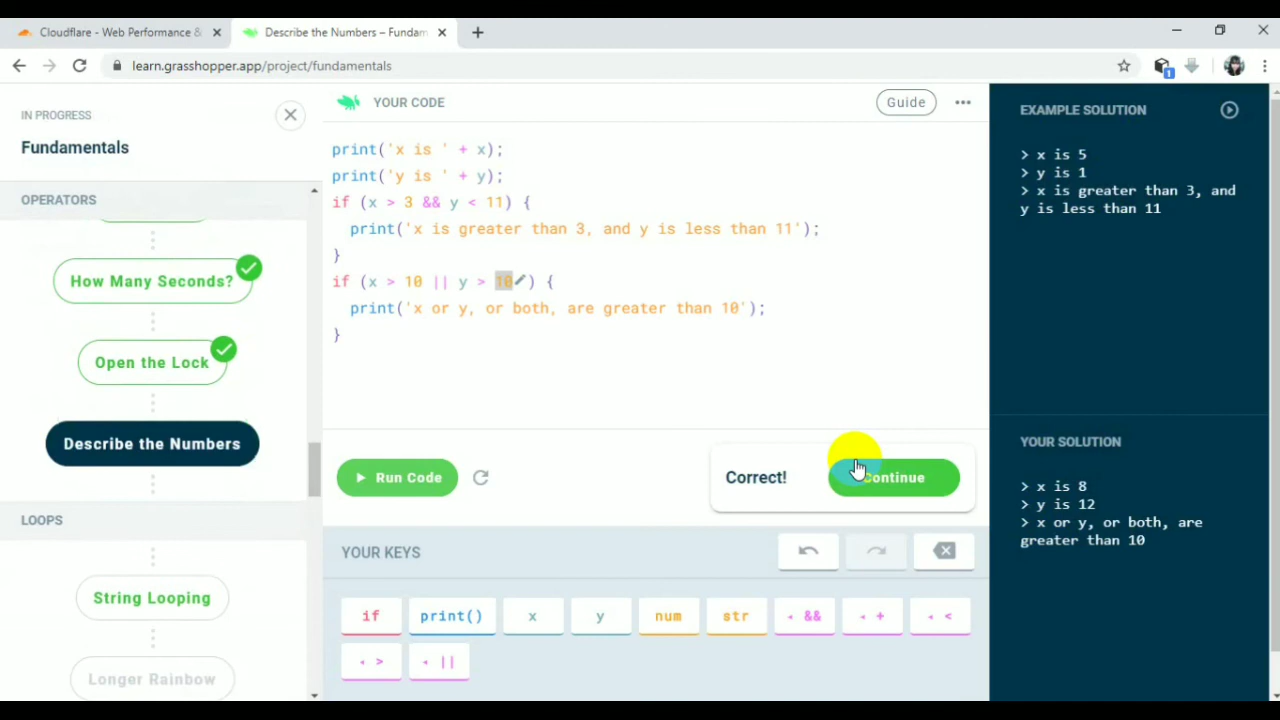 Cloudflare - Web Performance &
Describe the Numbers – Fundam
learn.grasshopper.app/project/fundamentals
1
IN PROGRESS
Fundamentals
OPERATORS
How Many Seconds?
Open the Lock
Describe the Numbers
LOOPS
String Looping
Longer Rainbow
YOUR CODE
Guide
print('x is ' + x);
print('y is ' + y);
if (x > 3 && y < 11) {
print('x is greater than 3, and y is less than 11');
}
if (x > 10 || y > 10) {
print('x or y, or both, are greater than 10');
}
Run Code
Correct!
Continue
YOUR KEYS
if
print()
x
y
num
str
&&
+
<
>
||
EXAMPLE SOLUTION
> x is 5
> y is 1
> x is greater than 3, and
y is less than 11
YOUR SOLUTION
> x is 8
> y is 12
> x or y, or both, are
greater than 10